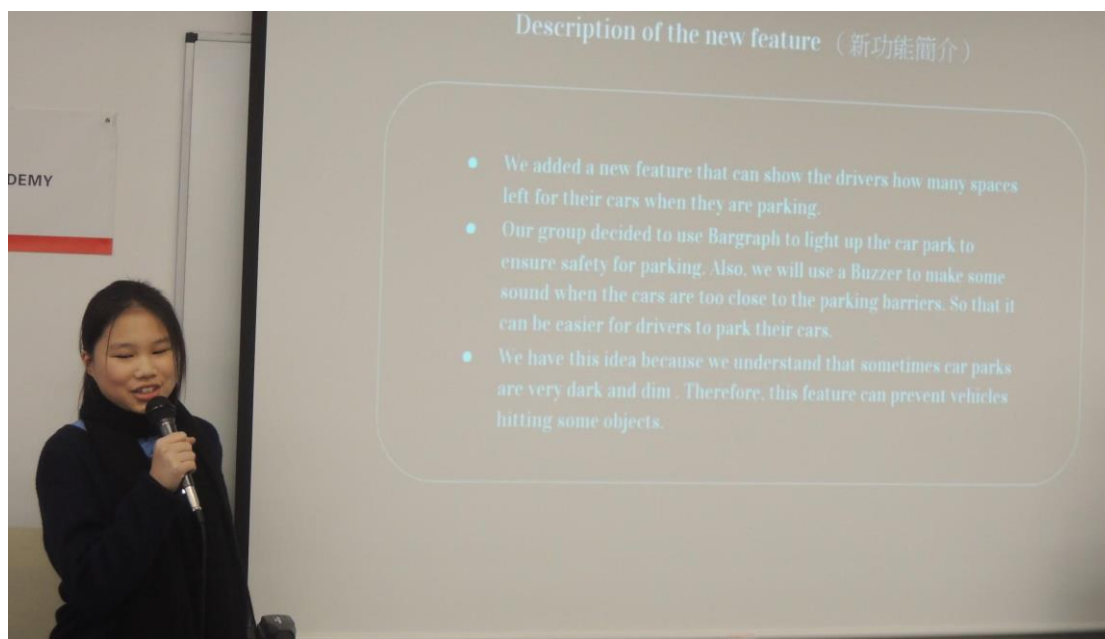 Description of the new feature （新功能簡介）
DEMY
• We added a new feature that can show the drivers how many spaces
left for their cars when they are parking.
• Our group decided to use Bargraph to light up the car park to
ensure safety for parking. Also, we will use a Buzzer to make some
sound when the cars are too close to the parking barriers. So that it
can be easier for drivers to park their cars.
• We have this idea because we understand that sometimes car parks
are very dark and dim . Therefore, this feature can prevent vehicles
hitting some objects.